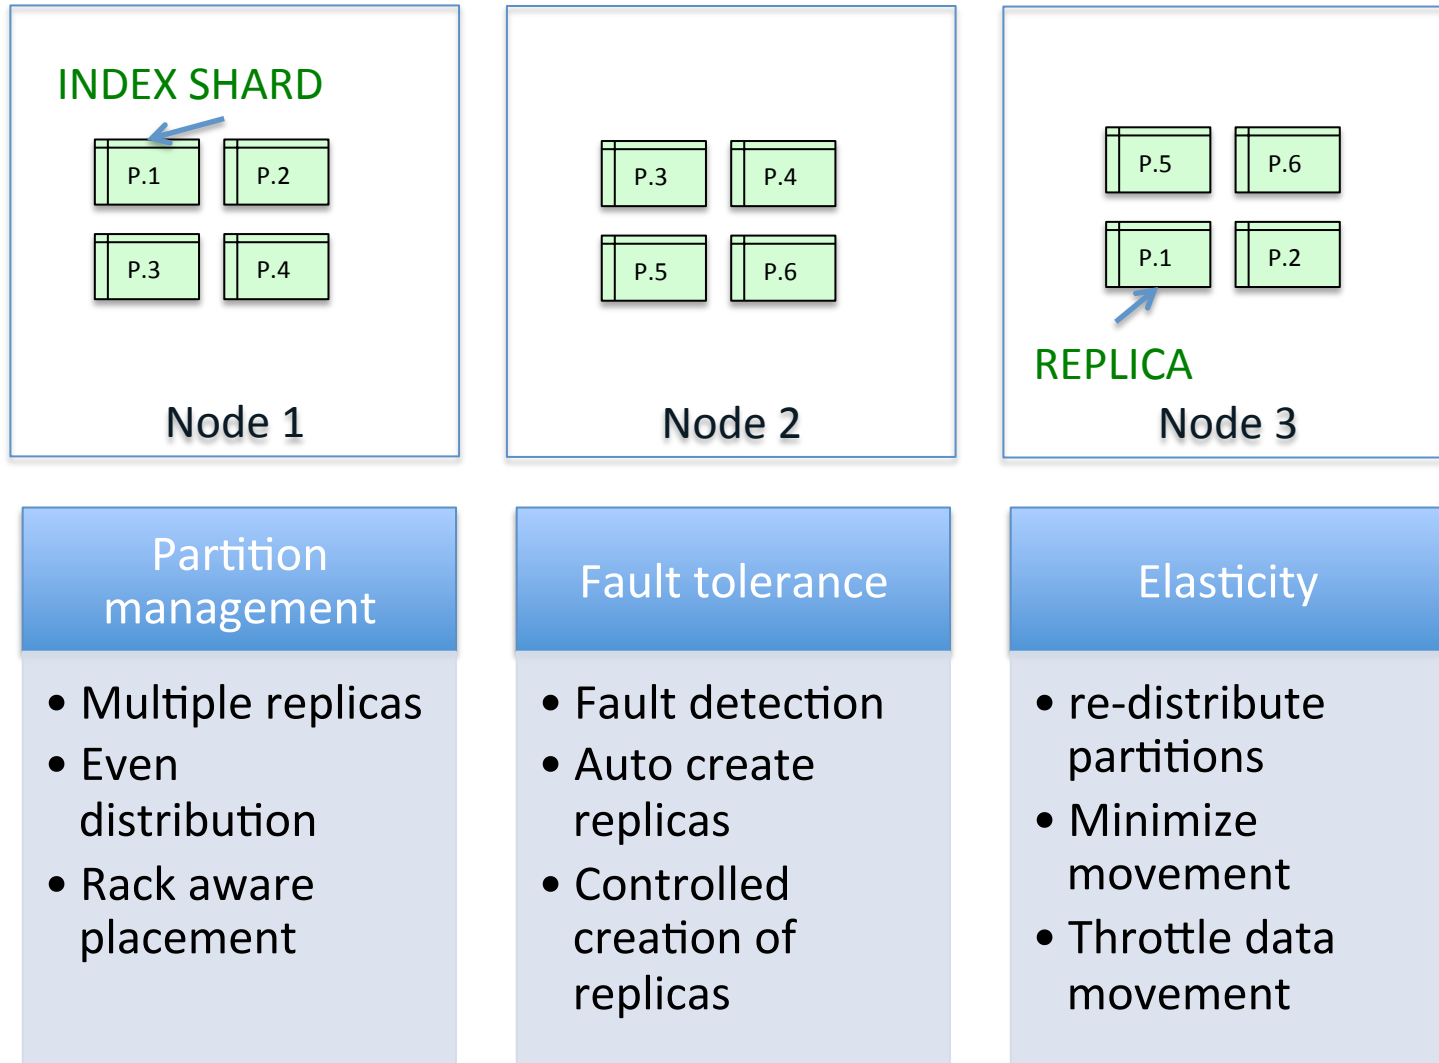 INDEX SHARD
P.1
P.2
P.3
P.4
Node 1
P.3
P.4
P.5
P.6
Node 2
P.5
P.6
P.1
P.2
REPLICA
Node 3
Partition
management
• Multiple replicas
• Even
distribution
• Rack aware
placement
Fault tolerance
• Fault detection
• Auto create
replicas
• Controlled
creation of
replicas
Elasticity
• re-distribute
partitions
• Minimize
movement
• Throttle data
movement